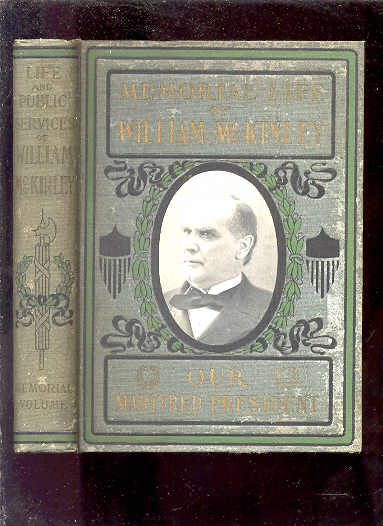 LIFE
AND
PUBLIC
SERVICES
OF
WILLIAM
McKINLEY
MEMORIAL
VOLUME
MEMORIAL LIFE
OF
WILLIAM McKINLEY
OUR
MARTYRED PRESIDENT